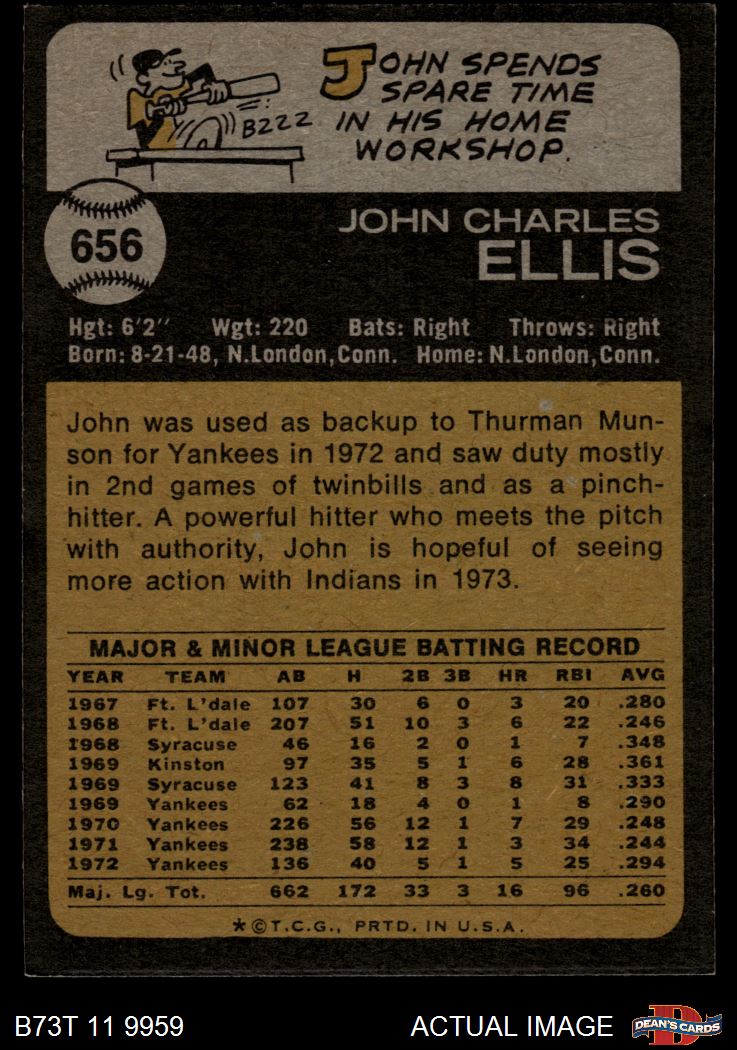 JOHN SPENDS
SPARE TIME
BZZZ IN HIS HOME
WORKSHOP.
656
JOHN CHARLES
ELLIS
Hgt: 6'2" Wgt: 220 Bats: Right Throws: Right
Born: 8-21-48, N.London, Conn. Home: N.London, Conn.
John was used as backup to Thurman Mun-
son for Yankees in 1972 and saw duty mostly
in 2nd games of twinbills and as a pinch-
hitter. A powerful hitter who meets the pitch
with authority, John is hopeful of seeing
more action with Indians in 1973.
MAJOR & MINOR LEAGUE BATTING RECORD
YEAR TEAM AB H 2B 3B HR RBI AVG
1967 Ft. L'dale 107 30 6 0 3 20 .280
1968 Ft. L'dale 207 51 10 3 6 22 .246
1968 Syracuse 46 16 2 0 1 7 .348
1969 Kinston 97 35 5 1 6 28 .361
1969 Syracuse 123 41 8 3 8 31 .333
1969 Yankees 62 18 4 0 1 8 .290
1970 Yankees 226 56 12 1 7 29 .248
1971 Yankees 238 58 12 1 3 34 .244
1972 Yankees 136 40 5 1 5 25 .294
Maj. Lg. Tot. 662 172 33 3 16 96 .260
*©T.C.G., PRTD. IN U.S.A.
B73T 11 9959 ACTUAL IMAGE DEAN'S CARDS